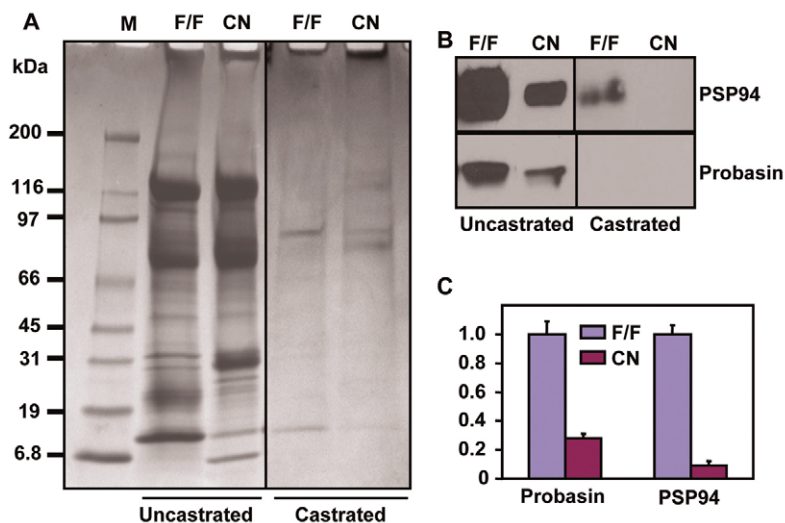 A
M F/F CN F/F CN
kDa
200
116
97
66
45
31
19
6.8
Uncastrated Castrated
B
F/F CN F/F CN
PSP94
Probasin
Uncastrated Castrated
C
1.0
0.8
0.6
0.4
0.2
0
F/F
CN
Probasin PSP94